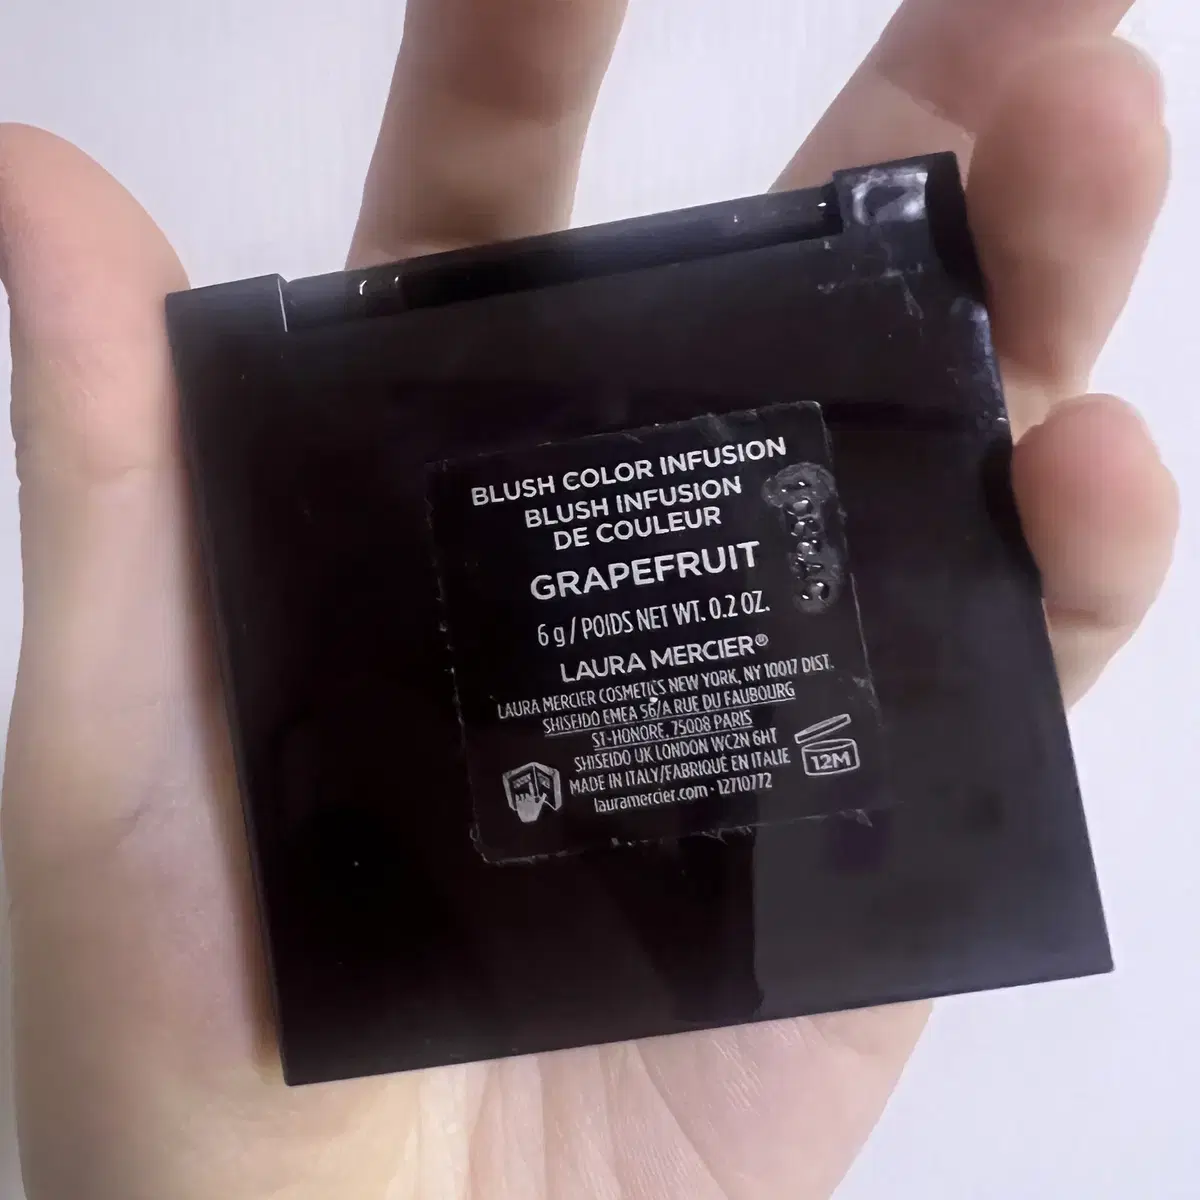 BLUSH COLOR INFUSION
BLUSH INFUSION
DE COULEUR
GRAPEFRUIT
6 g / POIDS NET WT. 0.2 OZ.
LAURA MERCIER®
LAURA MERCIER COSMETICS NEW YORK, NY 10017 DIST.
SHISEIDO EMEA 56/A RUE DU FAUBOURG
ST-HONORE, 75008 PARIS
SHISEIDO UK LONDON WC2N 6HT
MADE IN ITALY/FABRIQUÉ EN ITALIE
lauramercier.com · 12710772
12M